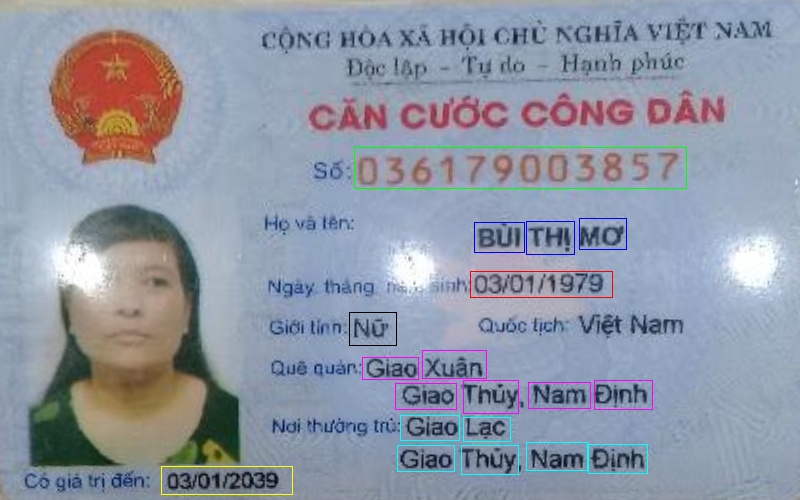 CỘNG HÒA XÃ HỘI CHỦ NGHĨA VIỆT NAM
Độc lập - Tự do - Hạnh phúc
CĂN CƯỚC CÔNG DÂN
Số: 036179003857
Họ và tên:
BÙI THỊ MƠ
Ngày, tháng, năm sinh: 03/01/1979
Giới tính: Nữ Quốc tịch: Việt Nam
Quê quán: Giao Xuân
Giao Thủy, Nam Định
Nơi thường trú: Giao Lạc
Giao Thủy, Nam Định
Có giá trị đến: 03/01/2039